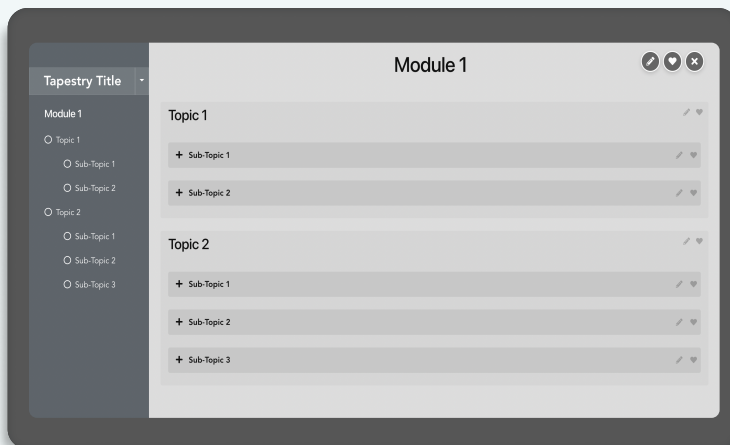 Tapestry Title
Module 1
Topic 1
Sub-Topic 1
Sub-Topic 2
Topic 2
Sub-Topic 1
Sub-Topic 2
Sub-Topic 3
Module 1
Topic 1
+ Sub-Topic 1
+ Sub-Topic 2
Topic 2
+ Sub-Topic 1
+ Sub-Topic 2
+ Sub-Topic 3